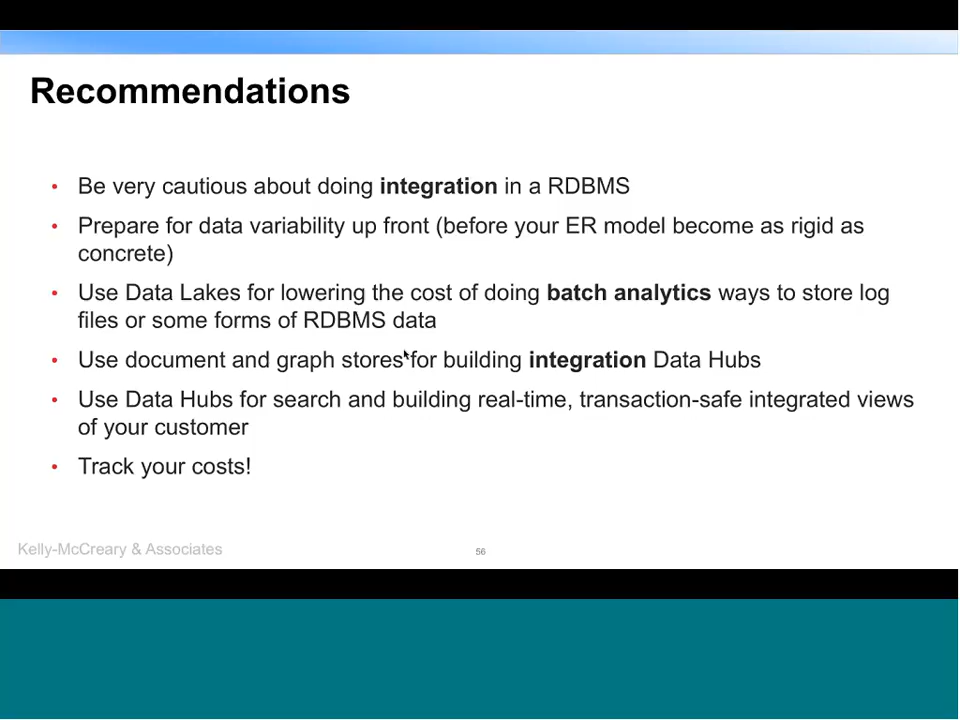 Recommendations
• Be very cautious about doing integration in a RDBMS
• Prepare for data variability up front (before your ER model become as rigid as
concrete)
• Use Data Lakes for lowering the cost of doing batch analytics ways to store log
files or some forms of RDBMS data
• Use document and graph stores for building integration Data Hubs
• Use Data Hubs for search and building real-time, transaction-safe integrated views
of your customer
• Track your costs!
Kelly-McCreary & Associates
56